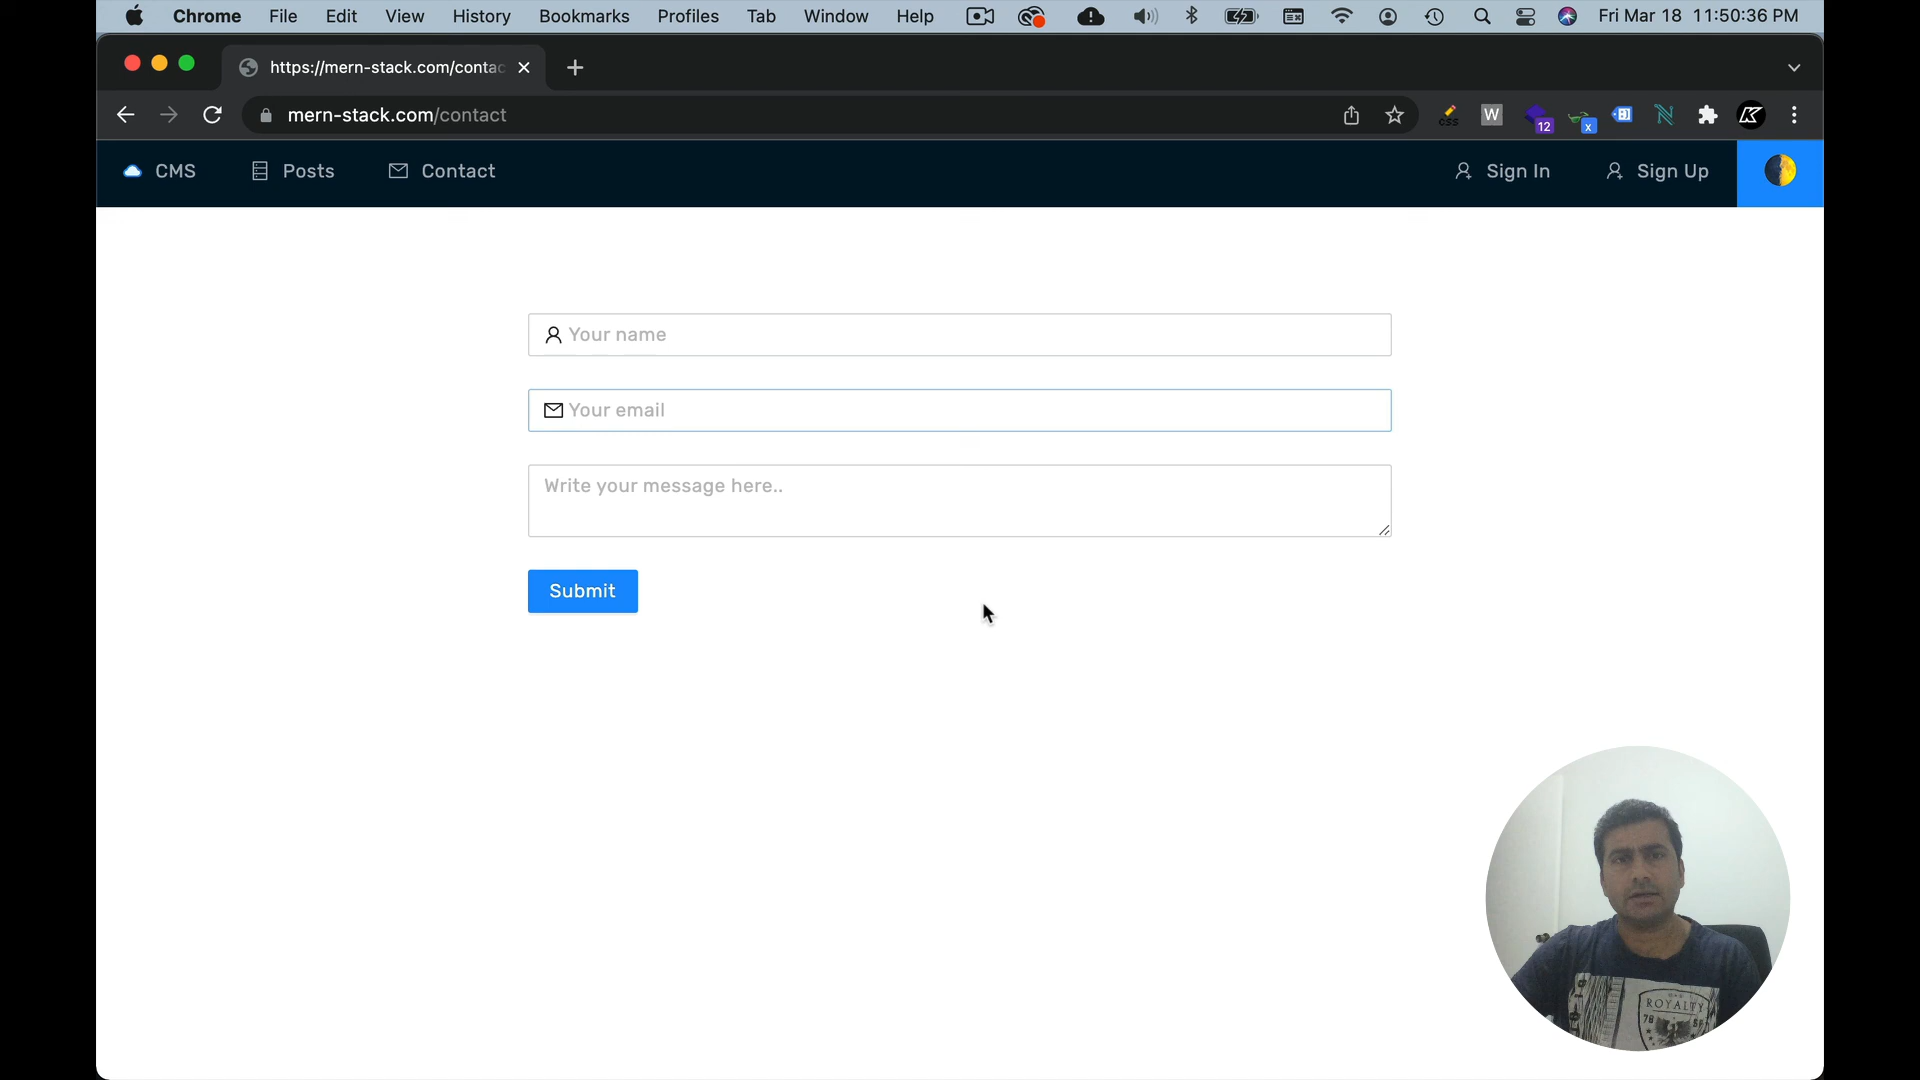 Chrome File Edit View History Bookmarks Profiles Tab Window Help Fri Mar 18 11:50:36 PM
https://mern-stack.com/contac
mern-stack.com/contact
css W 12 x
CMS Posts Contact Sign In Sign Up
Your name
Your email
Write your message here..
Submit
ROYALTY